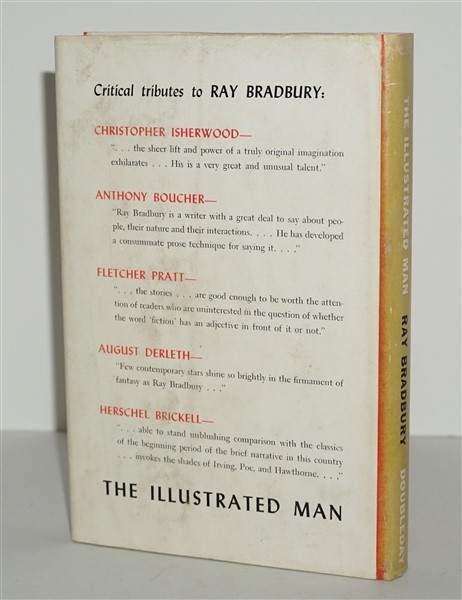 Critical tributes to RAY BRADBURY:
CHRISTOPHER ISHERWOOD—
". . . the sheer lift and power of a truly original imagination
exhilarates . . . His is a very great and unusual talent."
ANTHONY BOUCHER—
"Ray Bradbury is a writer with a great deal to say about peo-
ple, their nature and their interactions. . . . He has developed
a consummate prose technique for saying it. . . ."
FLETCHER PRATT—
". . . the stories . . . are good enough to be worth the atten-
tion of readers who are uninterested in the question of whether
the word 'fiction' has an adjective in front of it or not."
AUGUST DERLETH—
"Few contemporary stars shine so brightly in the firmament of
fantasy as Ray Bradbury . . ."
HERSCHEL BRICKELL—
". . . able to stand unblushing comparison with the classics
of the beginning period of the brief narrative in this country
. . . invokes the shades of Irving, Poe, and Hawthorne. . . ."
THE ILLUSTRATED MAN
THE ILLUSTRATED MAN RAY BRADBURY DOUBLEDAY